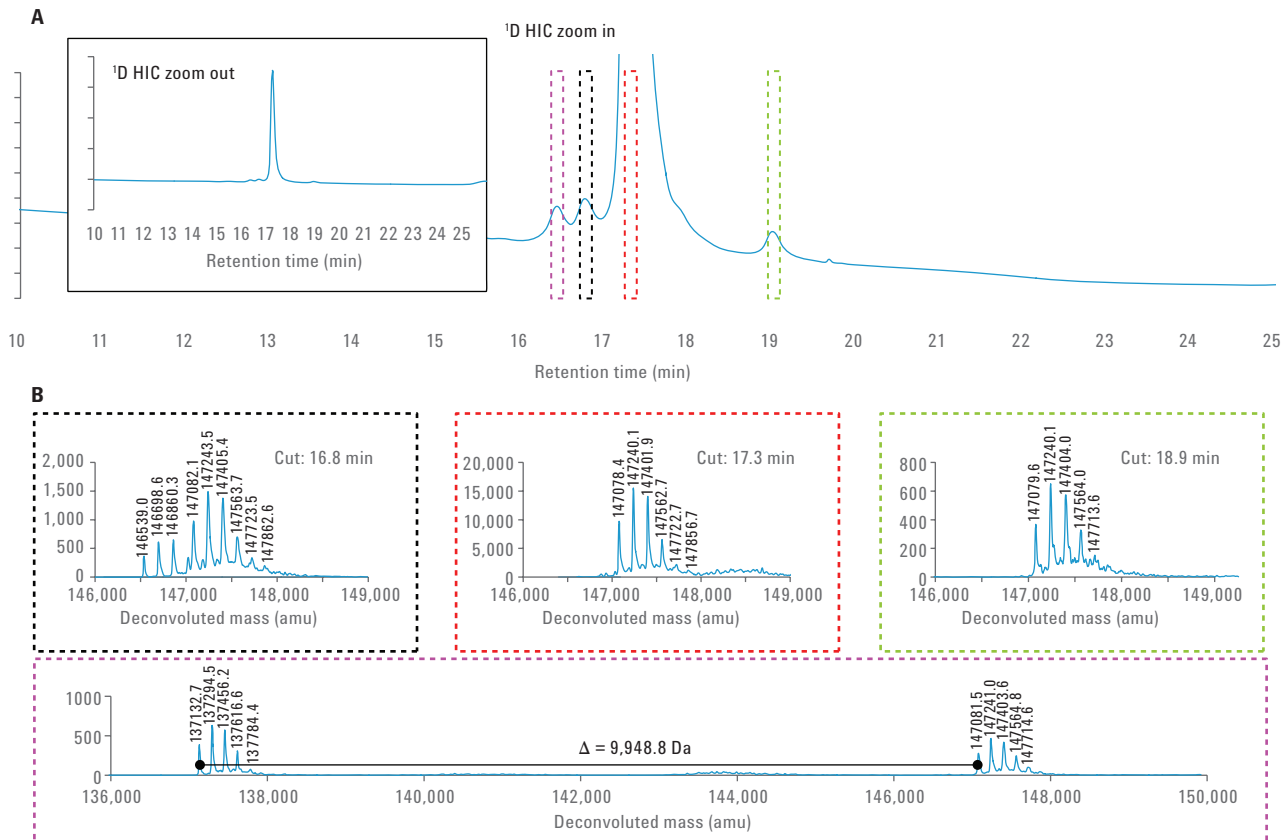 A
¹D HIC zoom in
¹D HIC zoom out
10 11 12 13 14 15 16 17 18 19 20 21 22 23 24 25
Retention time (min)
10 11 12 13 14 15 16 17 18 19 20 21 22 23 24 25
Retention time (min)
B
Cut: 16.8 min
2,000
1,500
1,000
500
0
146539.0
146698.6
146860.3
147082.1
147243.5
147405.4
147563.7
147723.5
147862.6
146,000 147,000 148,000 149,000
Deconvoluted mass (amu)
Cut: 17.3 min
20,000
15,000
10,000
5,000
0
147078.4
147240.1
147401.9
147562.7
147722.7
147856.7
146,000 147,000 148,000 149,000
Deconvoluted mass (amu)
Cut: 18.9 min
800
600
400
200
0
147079.6
147240.1
147404.0
147564.0
147713.6
146,000 147,000 148,000 149,000
Deconvoluted mass (amu)
1000
500
0
137132.7
137294.5
137456.2
137616.6
137784.4
Δ = 9,948.8 Da
147081.5
147241.0
147403.6
147564.8
147714.6
136,000 138,000 140,000 142,000 144,000 146,000 148,000 150,000
Deconvoluted mass (amu)